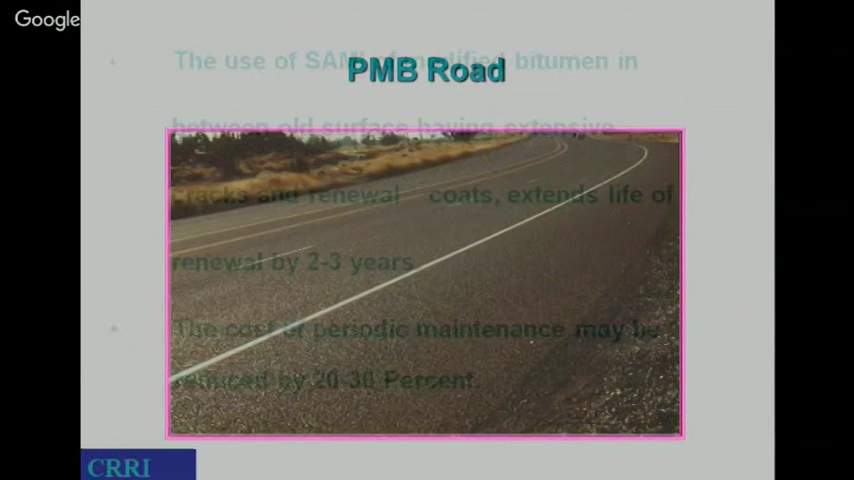 Google
PMB Road
The use of SAMI of modified bitumen in
between old surface having extensive
cracks and renewal coats, extends life of
renewal by 2-3 years
The cost of periodic maintenance may be
reduced by 20-30 Percent.
CRRI